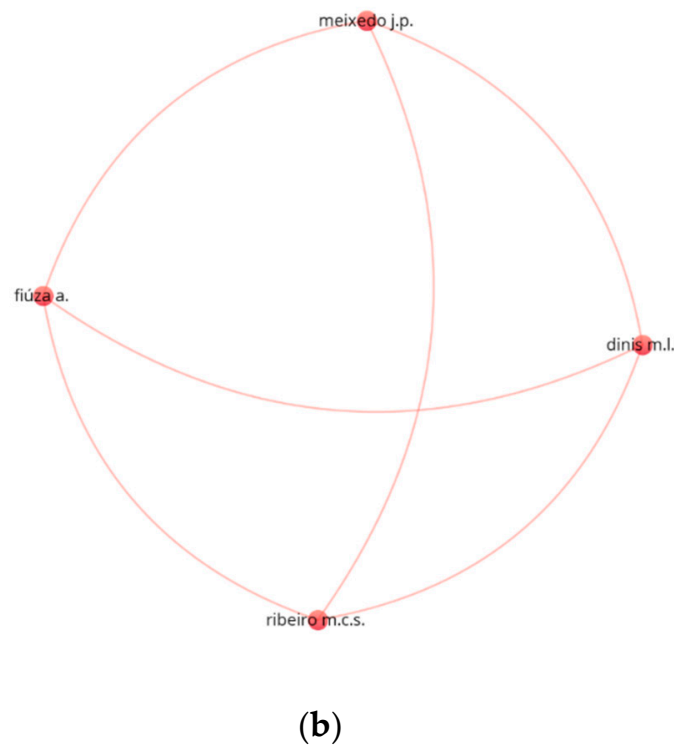 meixedo j.p.
fiúza a.
dinis m.l.
ribeiro m.c.s.
(b)